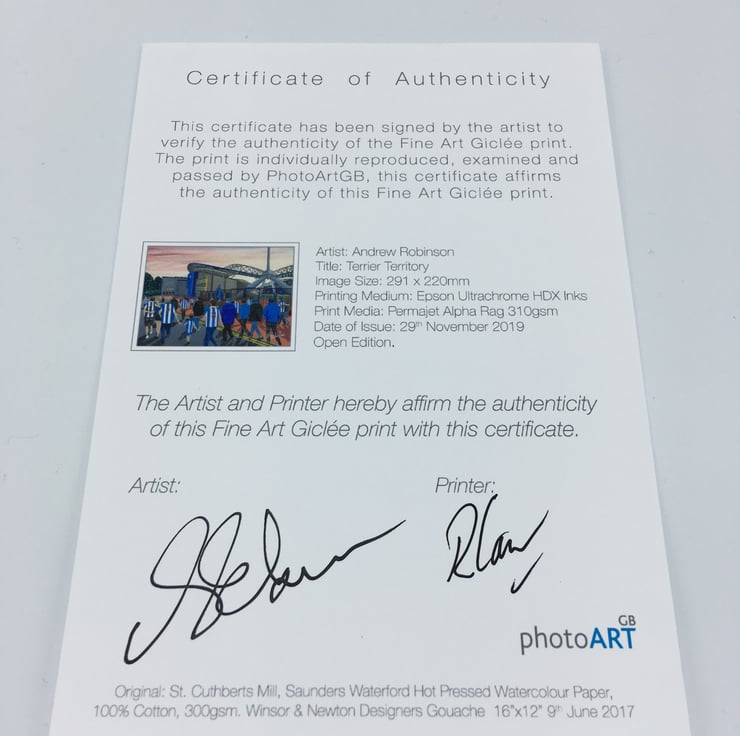 Certificate of Authenticity
This certificate has been signed by the artist to
verify the authenticity of the Fine Art Giclée print.
The print is individually reproduced, examined and
passed by PhotoArtGB, this certificate affirms
the authenticity of this Fine Art Giclée print.
Artist: Andrew Robinson
Title: Terrier Territory
Image Size: 291 x 220mm
Printing Medium: Epson Ultrachrome HDX Inks
Print Media: Permajet Alpha Rag 310gsm
Date of Issue: 29th November 2019
Open Edition.
The Artist and Printer hereby affirm the authenticity
of this Fine Art Giclée print with this certificate.
Artist:
Printer:
photoART GB
Original: St. Cuthberts Mill, Saunders Waterford Hot Pressed Watercolour Paper,
100% Cotton, 300gsm. Winsor & Newton Designers Gouache 16"x12" 9th June 2017